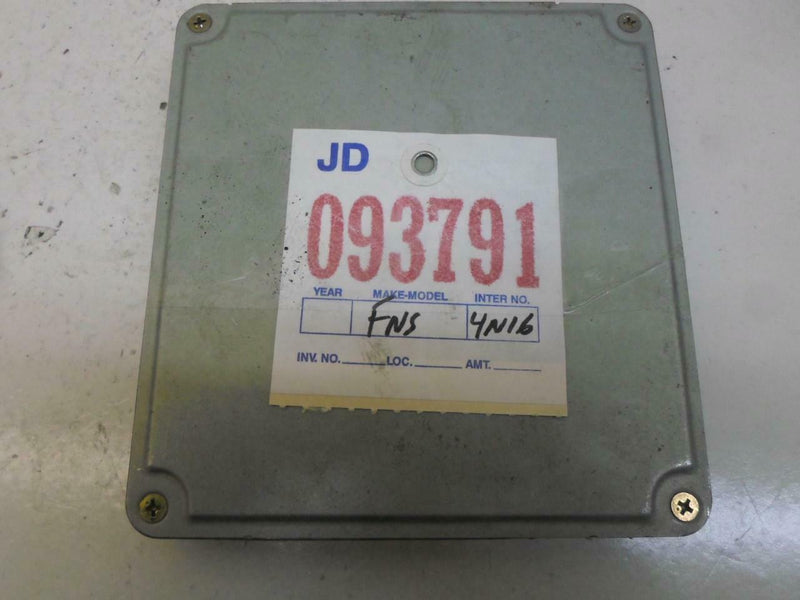 JD
093791
YEAR MAKE-MODEL INTER NO.
FNS 4N16
INV. NO. LOC. AMT.